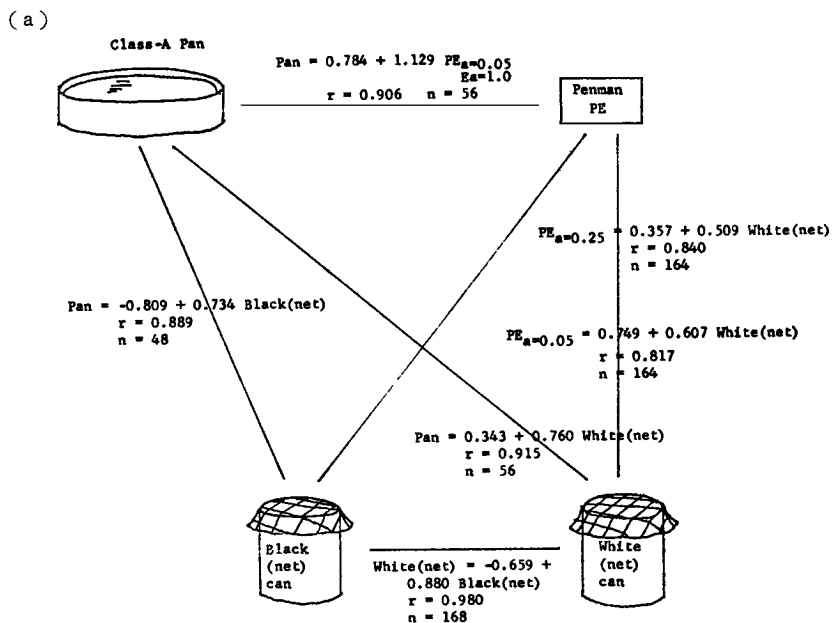 (a)
Class-A Pan
Pan = 0.784 + 1.129 PEa=0.05
Ea=1.0
r = 0.906 n = 56
Penman
PE
PEa=0.25 = 0.357 + 0.509 White(net)
r = 0.840
n = 164
Pan = -0.809 + 0.734 Black(net)
r = 0.889
n = 48
PEa=0.05 = 0.749 + 0.607 White(net)
r = 0.817
n = 164
Pan = 0.343 + 0.760 White(net)
r = 0.915
n = 56
Black
(net)
can
White(net) = -0.659 +
0.880 Black(net)
r = 0.980
n = 168
White
(net)
can